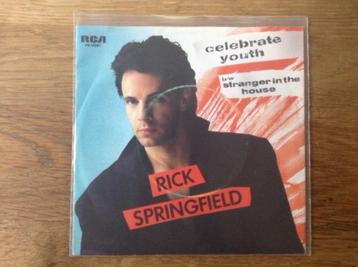 RCA
celebrate
youth
b/w
stranger in the
house
RICK
SPRINGFIELD